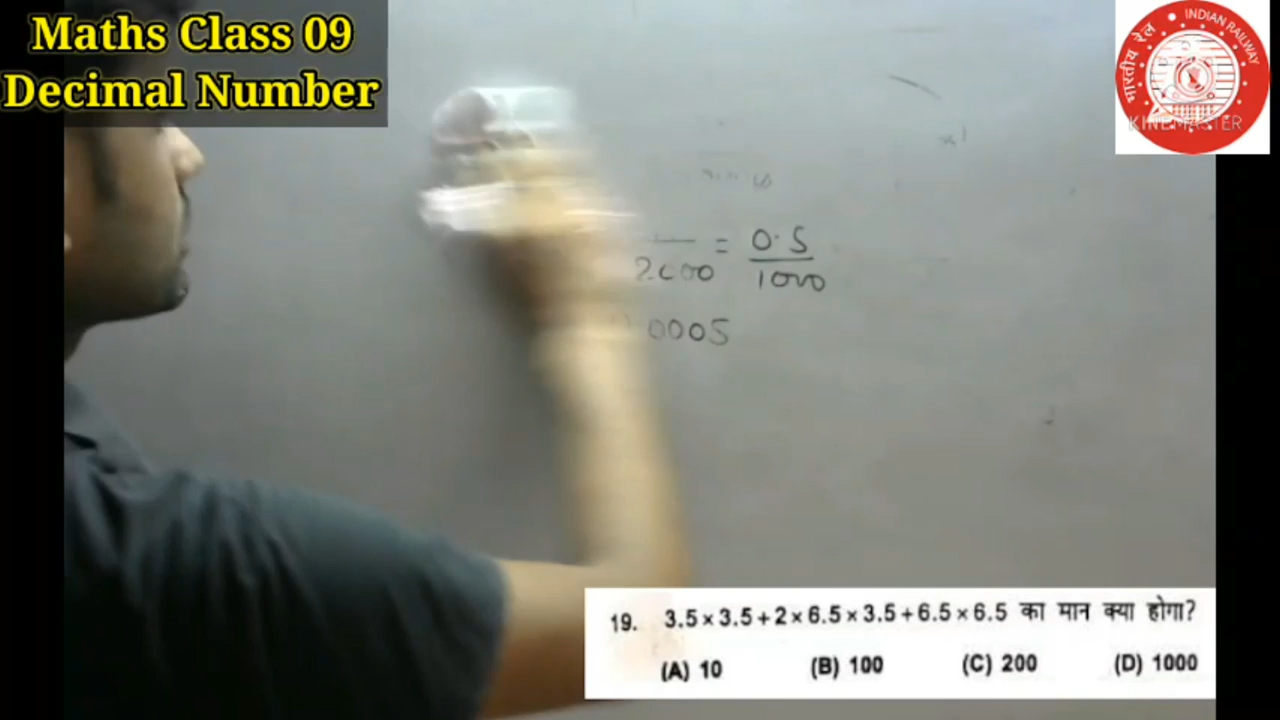 Maths Class 09
Decimal Number
भारतीय रेल
INDIAN RAILWAY
KINEMASTER
2000 = 0.5
1000
0005
19. 3.5×3.5+2×6.5×3.5+6.5×6.5 का मान क्या होगा?
(A) 10 (B) 100 (C) 200 (D) 1000